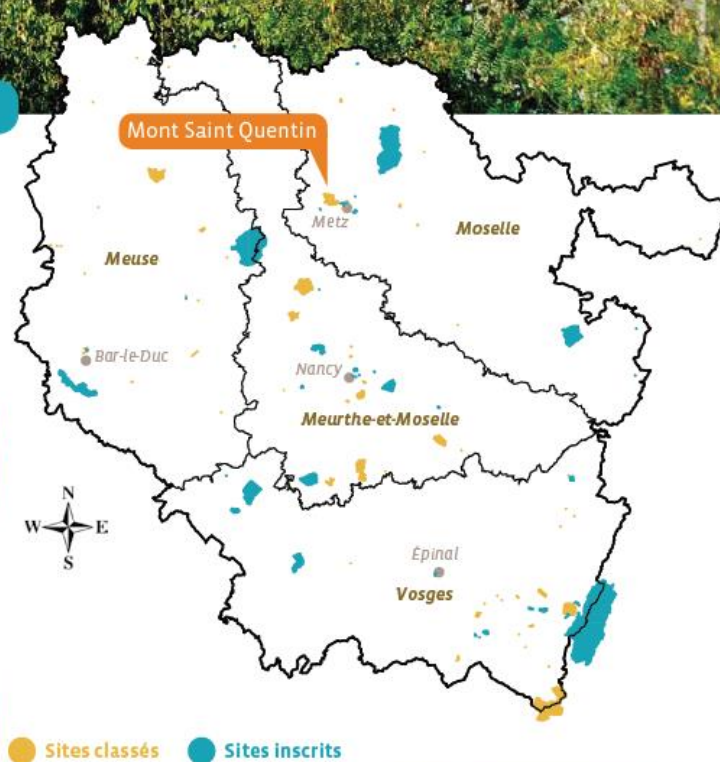 Mont Saint Quentin
Metz
Moselle
Meuse
Bar-le-Duc
Nancy
Meurthe-et-Moselle
N
W E
S
Épinal
Vosges
Sites classés Sites inscrits